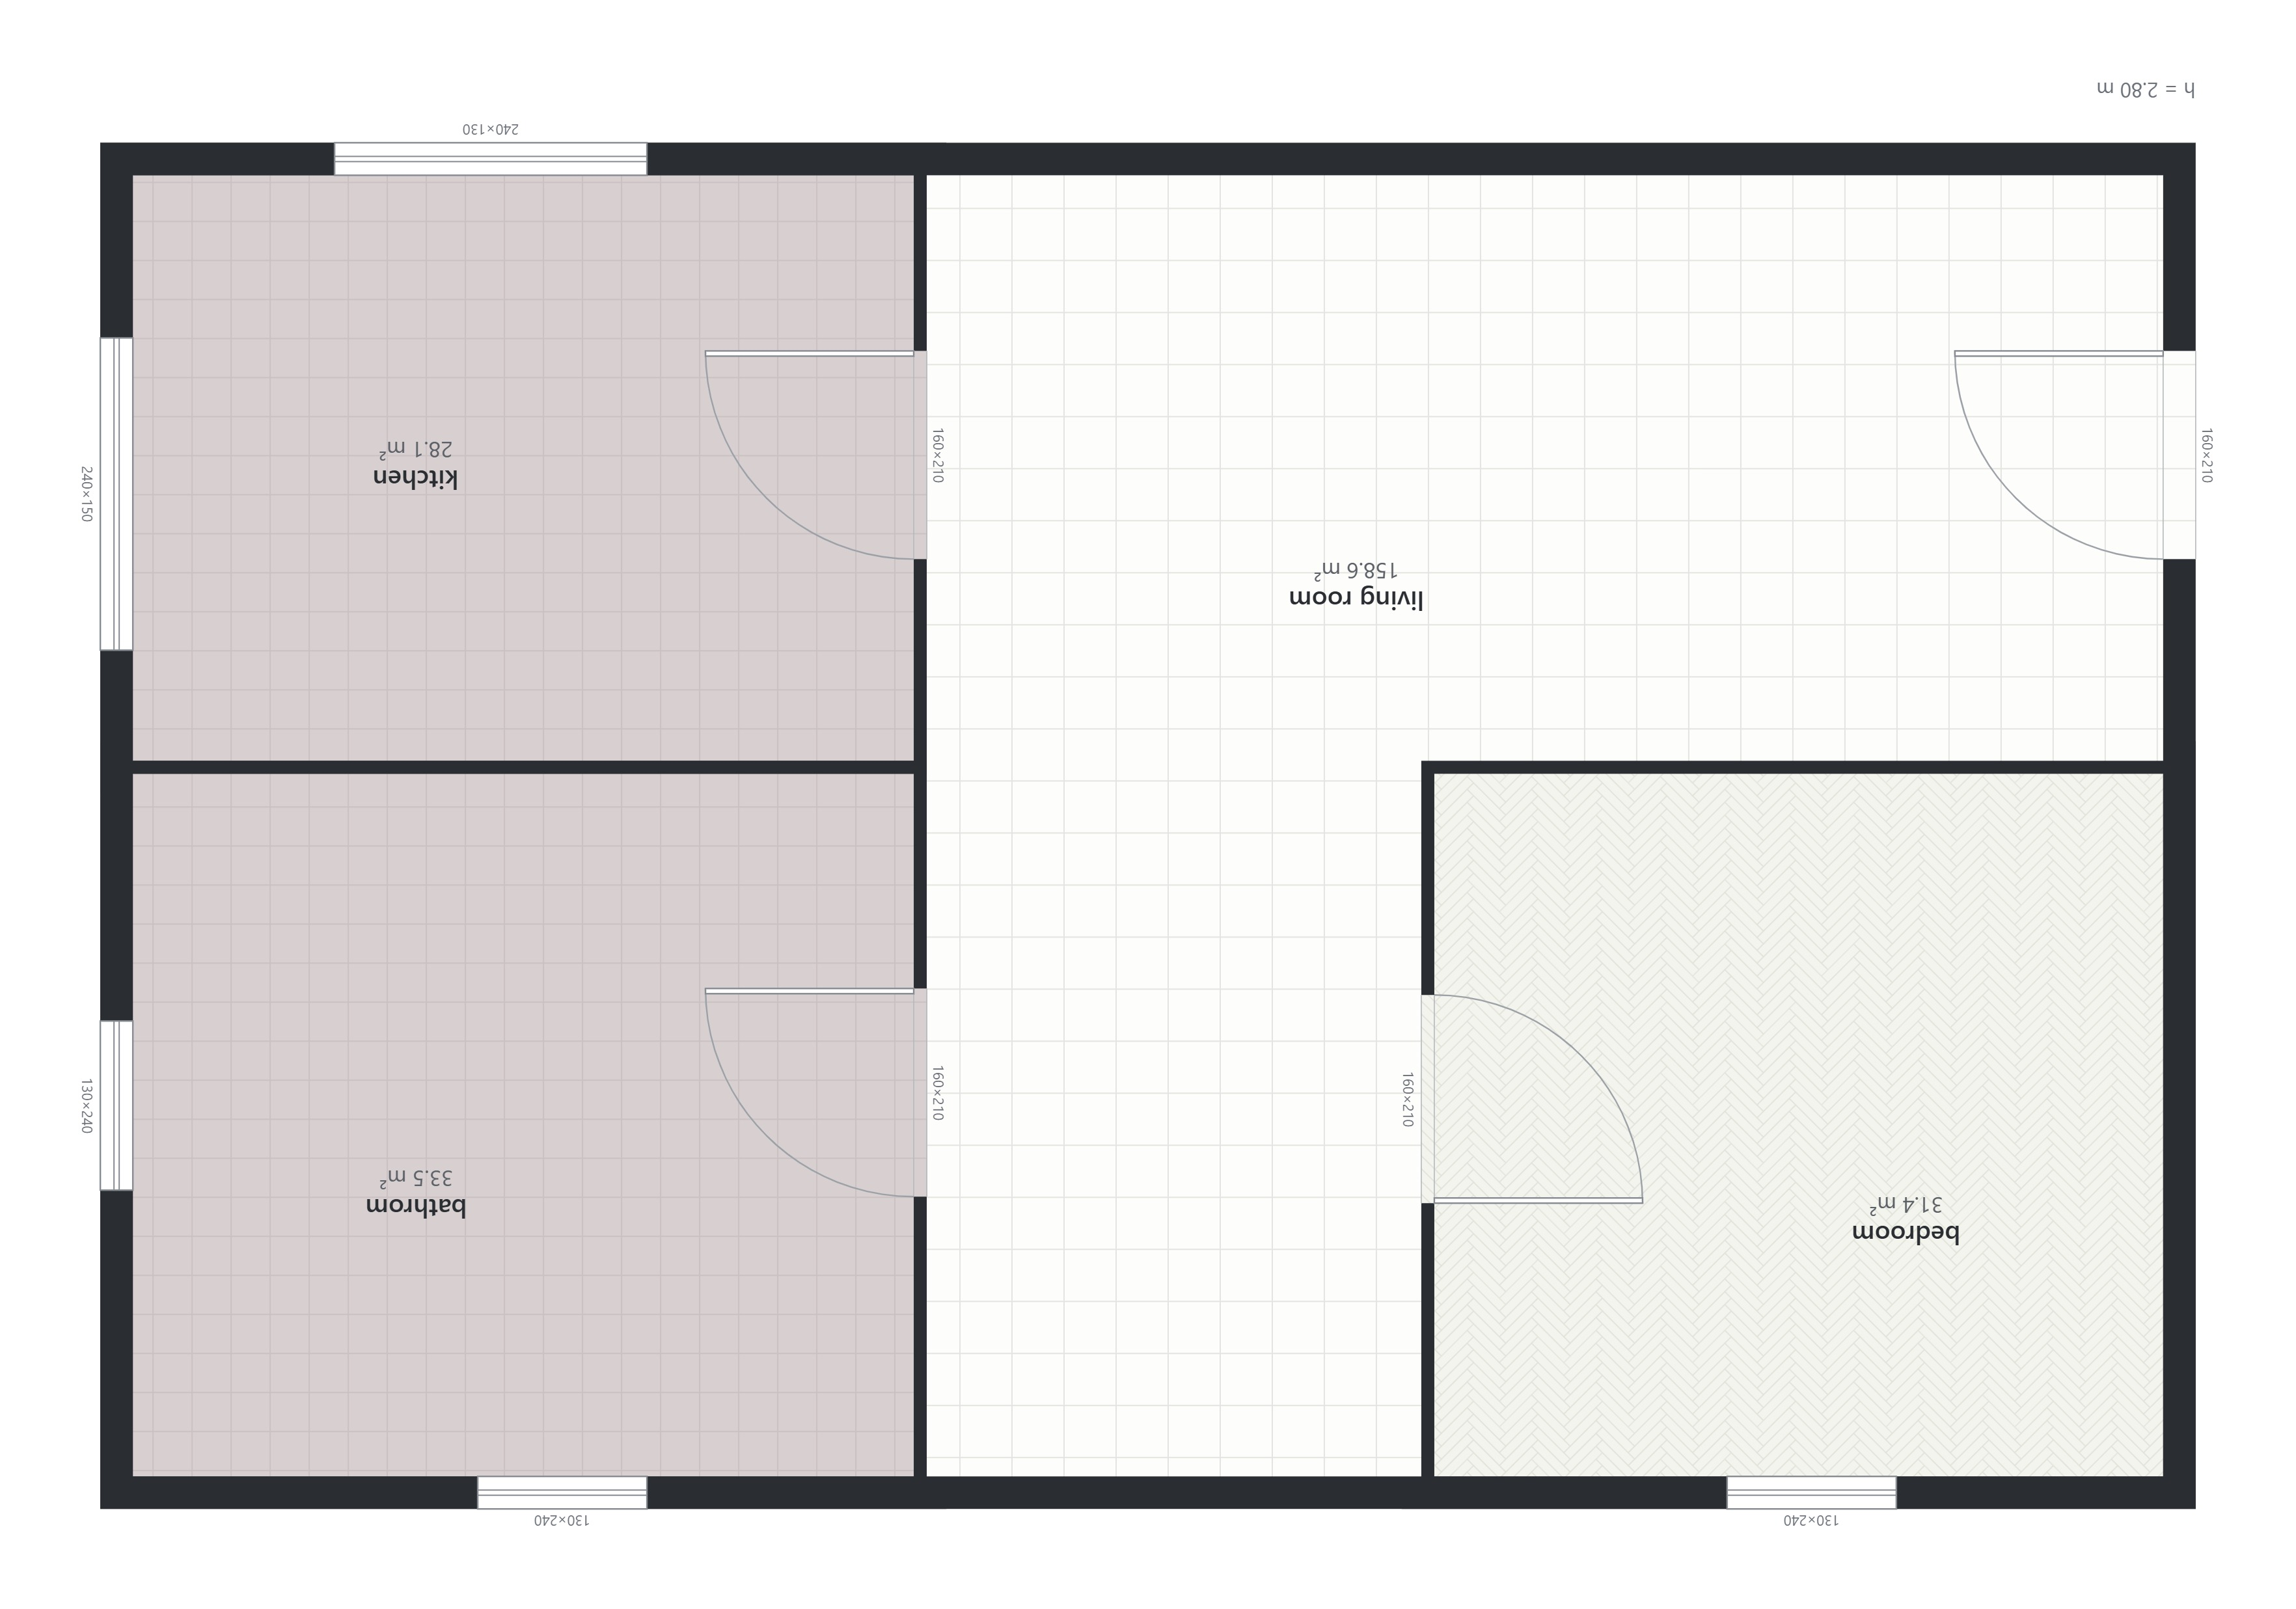 130×240
130×240
bedroom
31.4 m²
bathrom
33.5 m²
160×210
160×210
130×240
living room
158.6 m²
kitchen
28.1 m²
240×150
160×210
160×210
240×130
h = 2.80 m